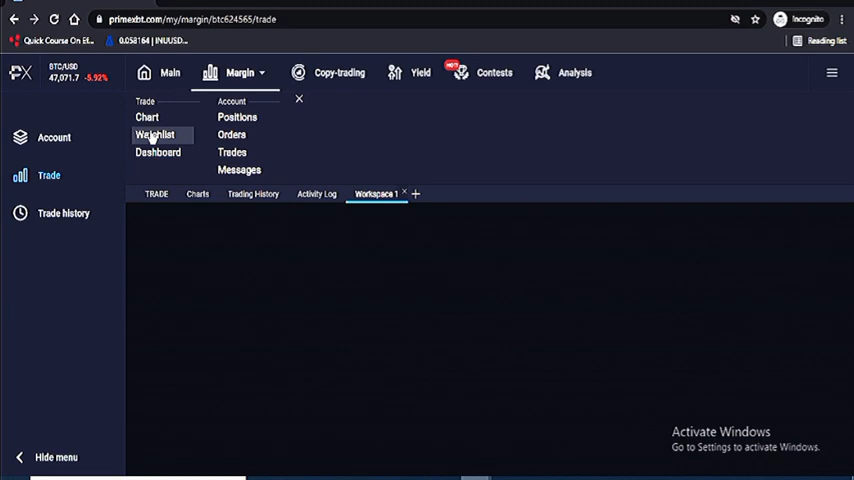 primexbt.com/my/margin/btc624565/trade
Incognito
Quick Course On Ef...
0.058164 | INUUSD...
Reading list
BTC/USD
47,071.7 -5.92%
Main
Margin
Copy-trading
Yield
HOT
Contests
Analysis
Trade
Account
Chart
Positions
Watchlist
Orders
Dashboard
Trades
Messages
Account
Trade
Trade history
TRADE
Charts
Trading History
Activity Log
Workspace 1
Activate Windows
Go to Settings to activate Windows.
Hide menu